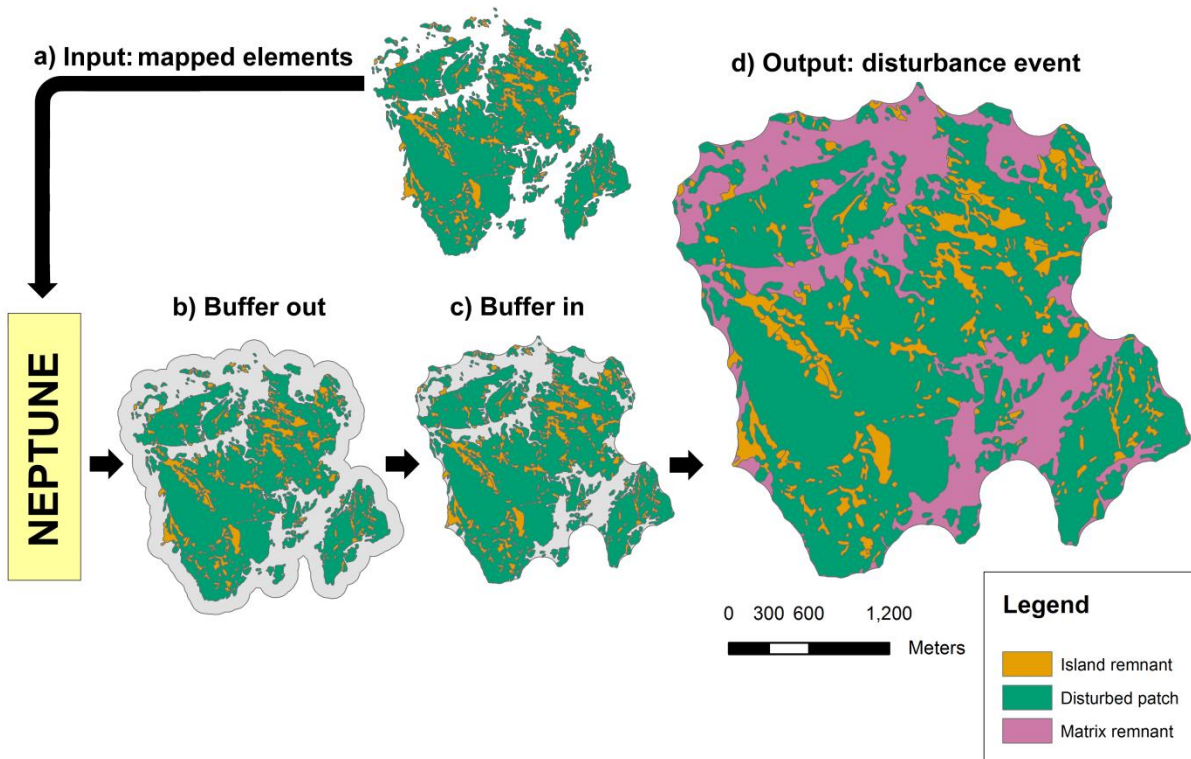 a) Input: mapped elements
d) Output: disturbance event
b) Buffer out
c) Buffer in
NEPTUNE
0 300 600 1,200
Meters
Legend
Island remnant
Disturbed patch
Matrix remnant